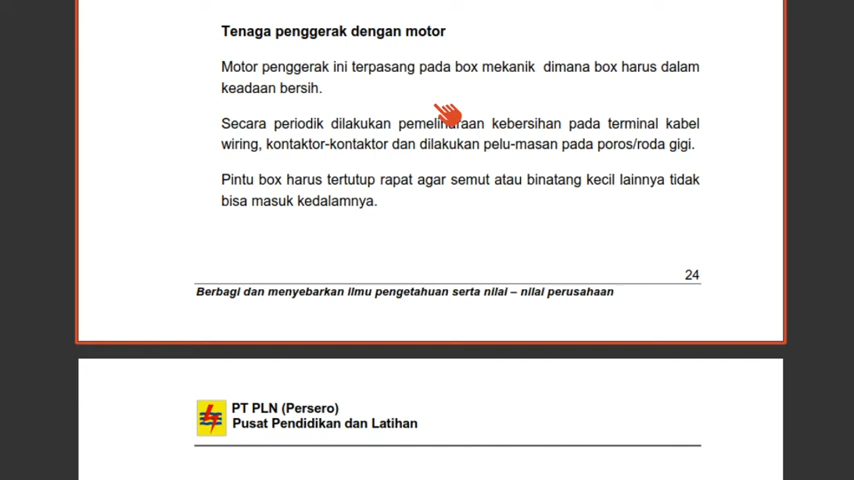 Tenaga penggerak dengan motor
Motor penggerak ini terpasang pada box mekanik dimana box harus dalam
keadaan bersih.
Secara periodik dilakukan pemeliharaan kebersihan pada terminal kabel
wiring, kontaktor-kontaktor dan dilakukan pelu-masan pada poros/roda gigi.
Pintu box harus tertutup rapat agar semut atau binatang kecil lainnya tidak
bisa masuk kedalamnya.
24
Berbagi dan menyebarkan ilmu pengetahuan serta nilai – nilai perusahaan
PT PLN (Persero)
Pusat Pendidikan dan Latihan